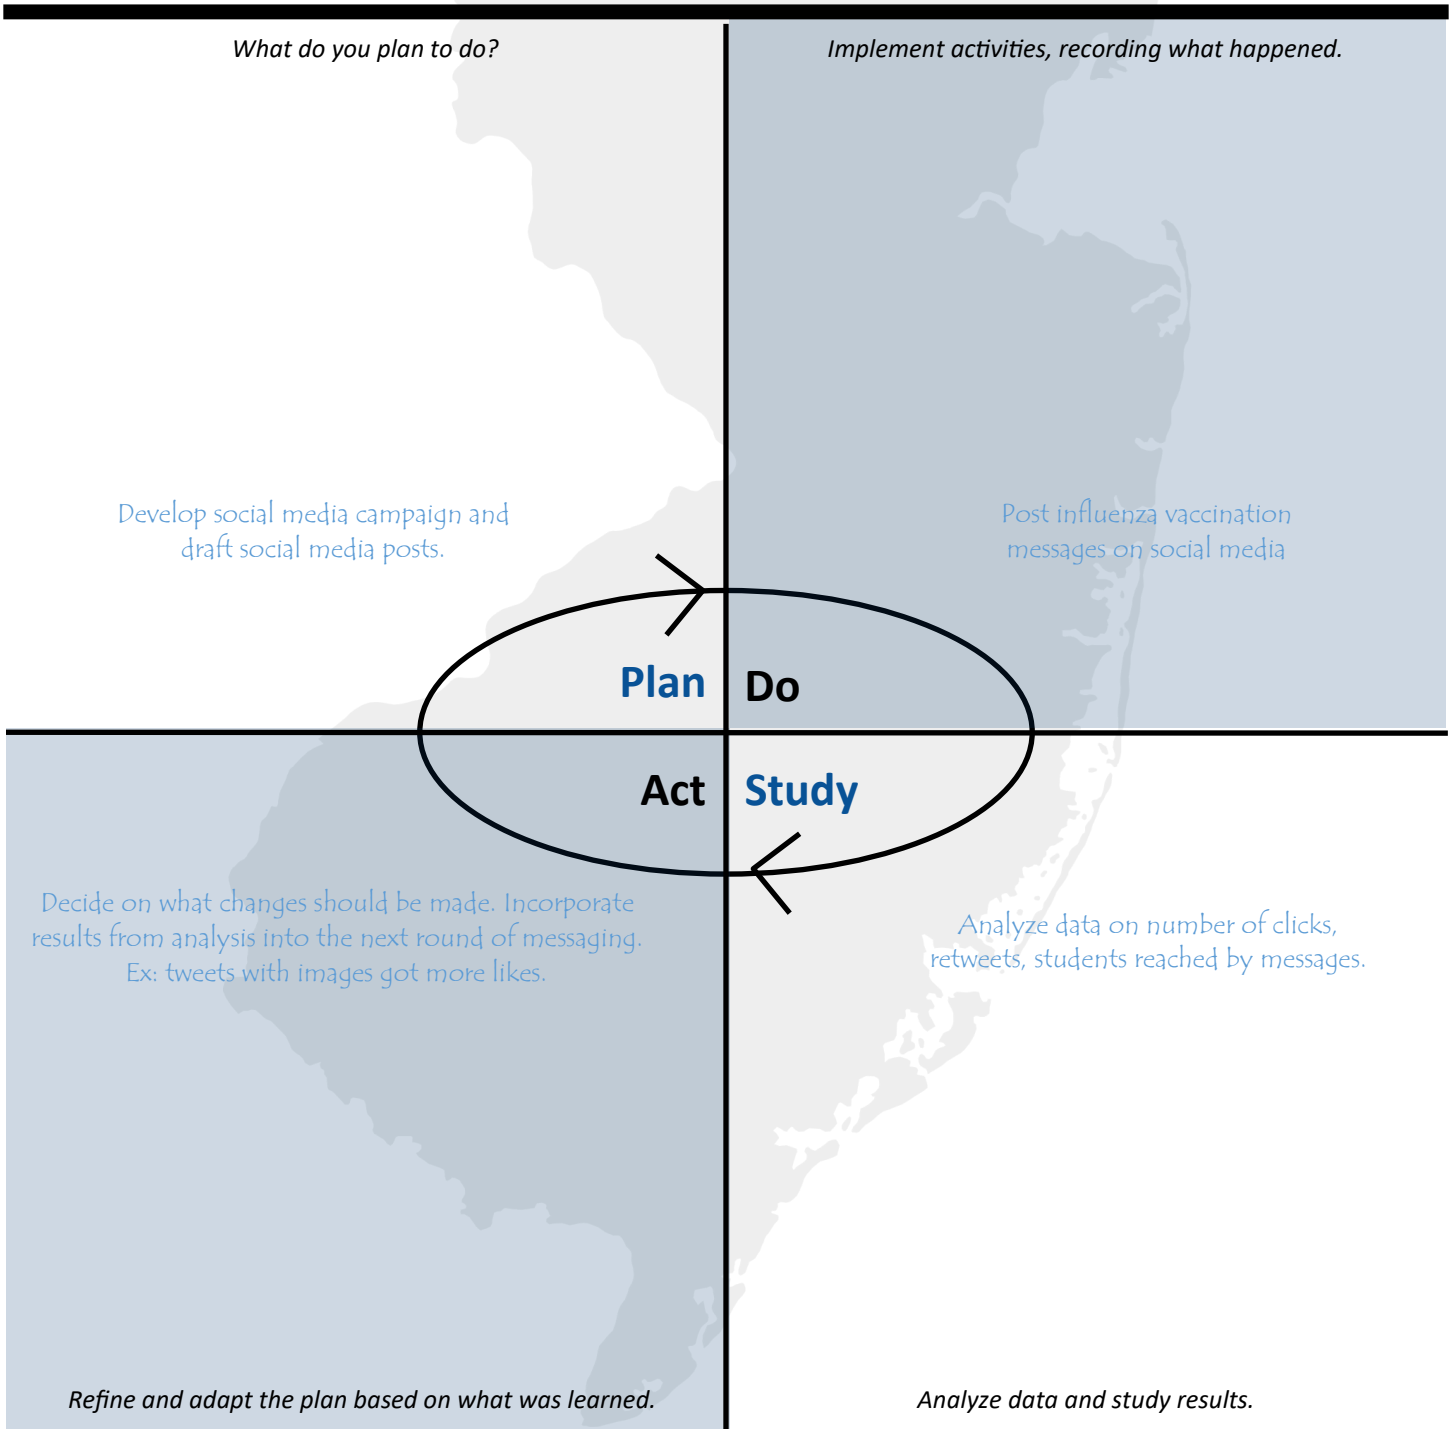 What do you plan to do?
Implement activities, recording what happened.
Develop social media campaign and
draft social media posts.
Post influenza vaccination
messages on social media
Plan
Do
Act
Study
Decide on what changes should be made. Incorporate
results from analysis into the next round of messaging.
Ex: tweets with images got more likes.
Analyze data on number of clicks,
retweets, students reached by messages.
Refine and adapt the plan based on what was learned.
Analyze data and study results.